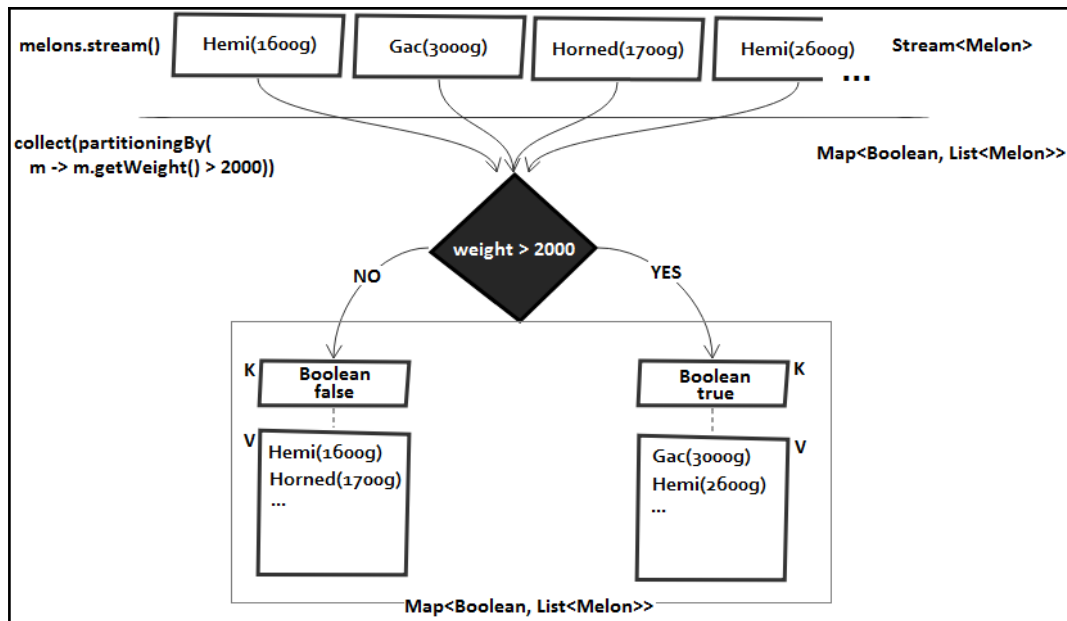 melons.stream()
Hemi(1600g)
Gac(3000g)
Horned(1700g)
Hemi(2600g)
...
Stream<Melon>
collect(partitioningBy(
m -> m.getWeight() > 2000))
Map<Boolean, List<Melon>>
weight > 2000
NO
YES
K
Boolean
false
Boolean
true
K
V
Hemi(1600g)
Horned(1700g)
...
Gac(3000g)
Hemi(2600g)
...
V
Map<Boolean, List<Melon>>